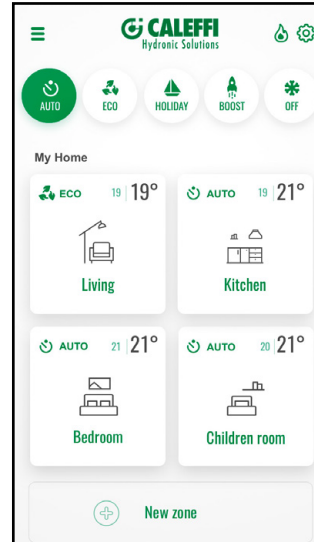 CALEFFI
Hydronic Solutions
AUTO ECO HOLIDAY BOOST OFF
My Home
ECO 19 19°
AUTO 19 21°
Living
Kitchen
AUTO 21 21°
AUTO 20 21°
Bedroom
Children room
New zone